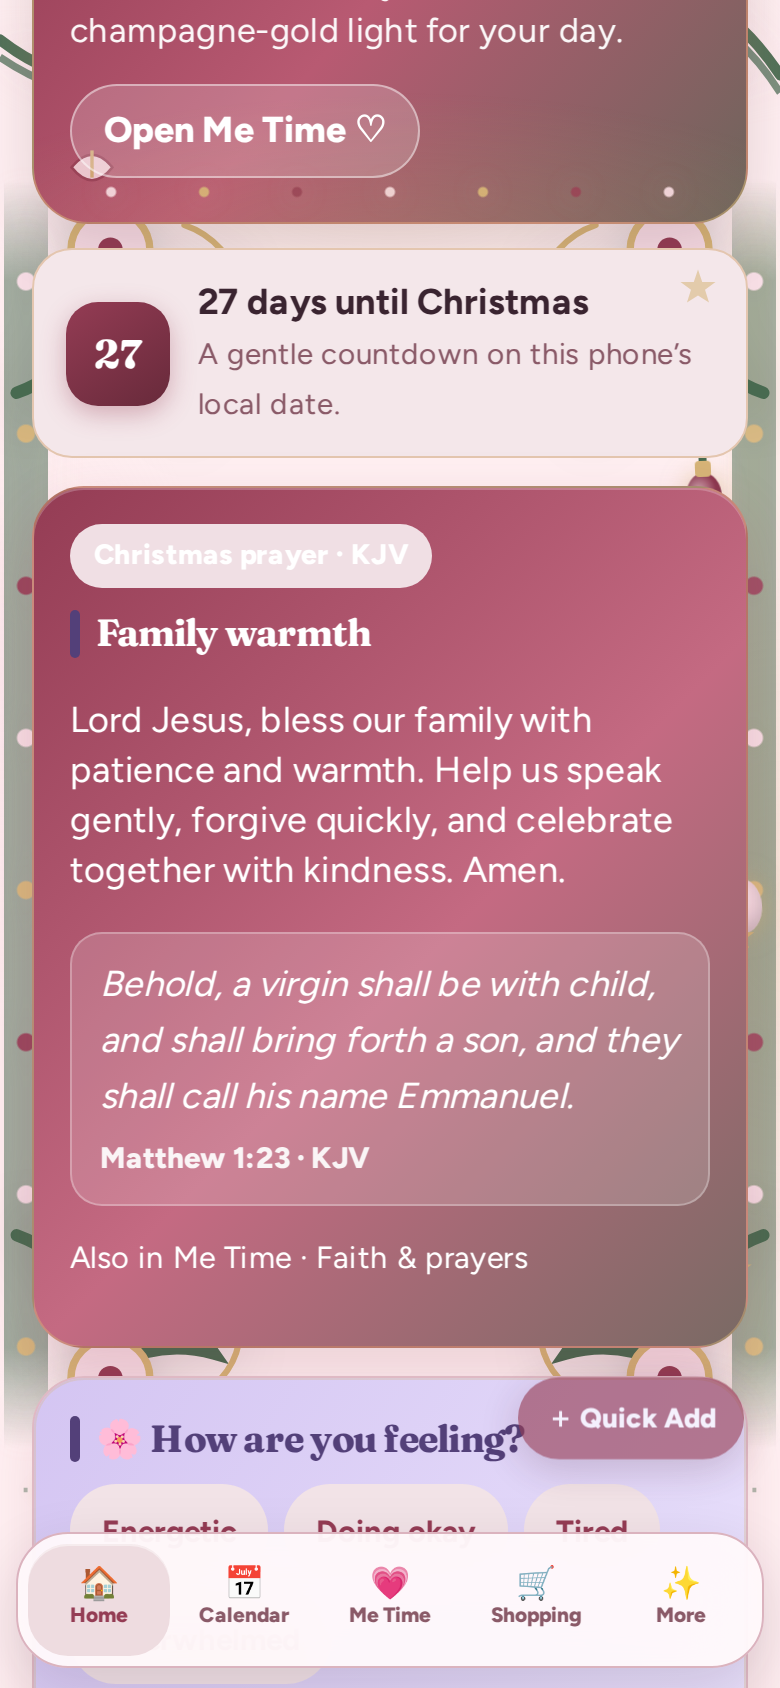 champagne-gold light for your day.
Open Me Time ♡
27
27 days until Christmas
A gentle countdown on this phone’s
local date.
Christmas prayer · KJV
Family warmth
Lord Jesus, bless our family with
patience and warmth. Help us speak
gently, forgive quickly, and celebrate
together with kindness. Amen.
Behold, a virgin shall be with child,
and shall bring forth a son, and they
shall call his name Emmanuel.
Matthew 1:23 · KJV
Also in Me Time · Faith & prayers
🌸 How are you feeling?
+ Quick Add
Energetic Doing okay Tired
Home Calendar Me Time Shopping More